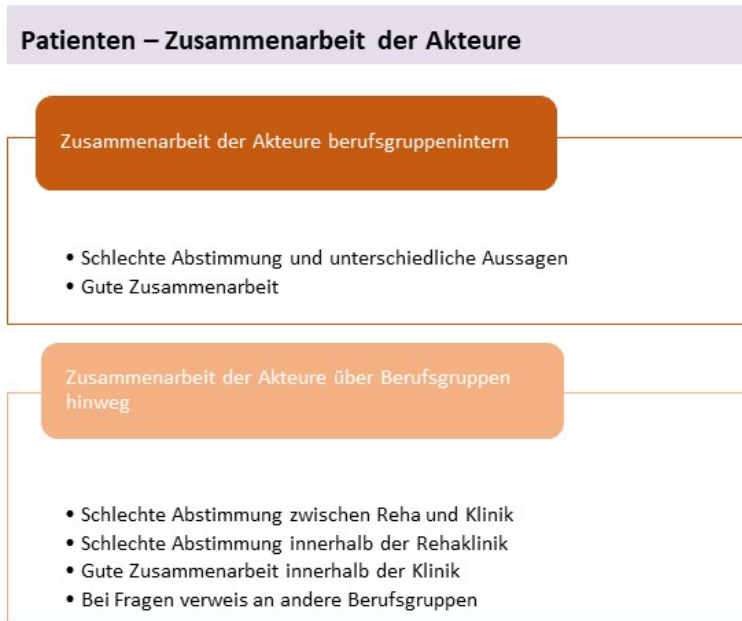 Patienten – Zusammenarbeit der Akteure
Zusammenarbeit der Akteure berufsgruppenintern
• Schlechte Abstimmung und unterschiedliche Aussagen
• Gute Zusammenarbeit
Zusammenarbeit der Akteure über Berufsgruppen
hinweg
• Schlechte Abstimmung zwischen Reha und Klinik
• Schlechte Abstimmung innerhalb der Rehaklinik
• Gute Zusammenarbeit innerhalb der Klinik
• Bei Fragen verweis an andere Berufsgruppen